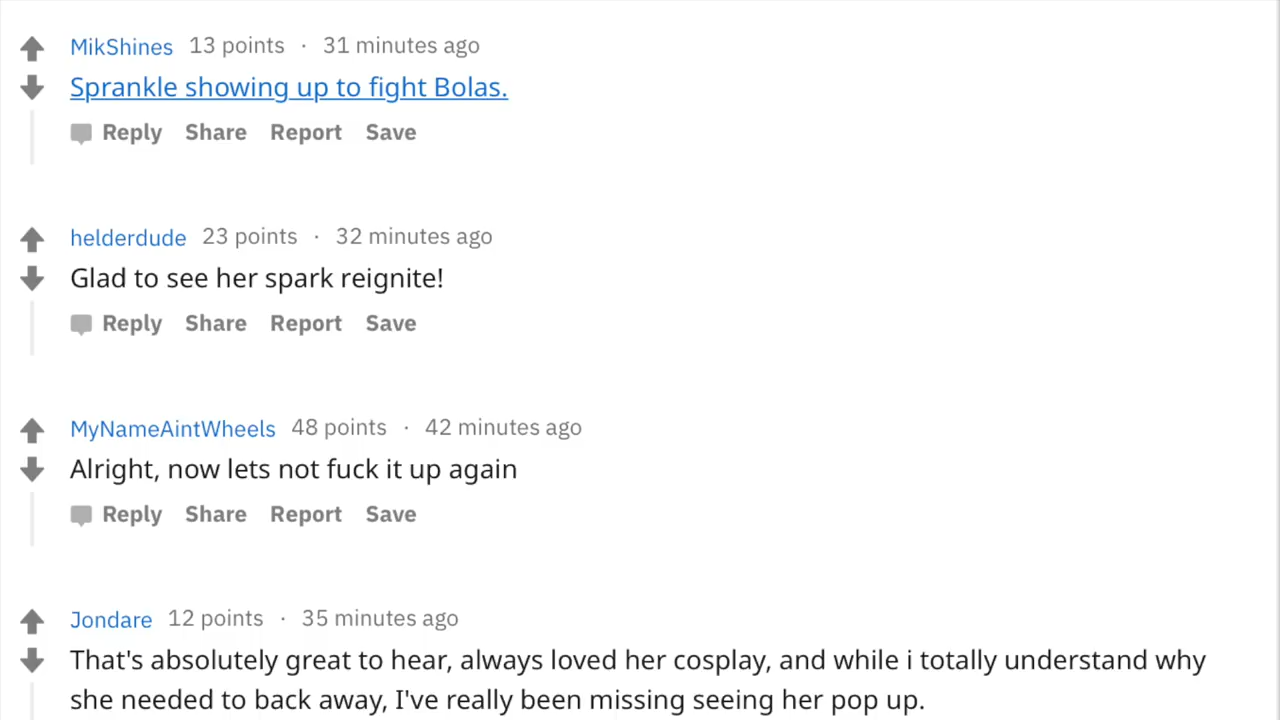 MikShines 13 points · 31 minutes ago
Sprankle showing up to fight Bolas.
Reply Share Report Save
helderdude 23 points · 32 minutes ago
Glad to see her spark reignite!
Reply Share Report Save
MyNameAintWheels 48 points · 42 minutes ago
Alright, now lets not fuck it up again
Reply Share Report Save
Jondare 12 points · 35 minutes ago
That's absolutely great to hear, always loved her cosplay, and while i totally understand why
she needed to back away, I've really been missing seeing her pop up.